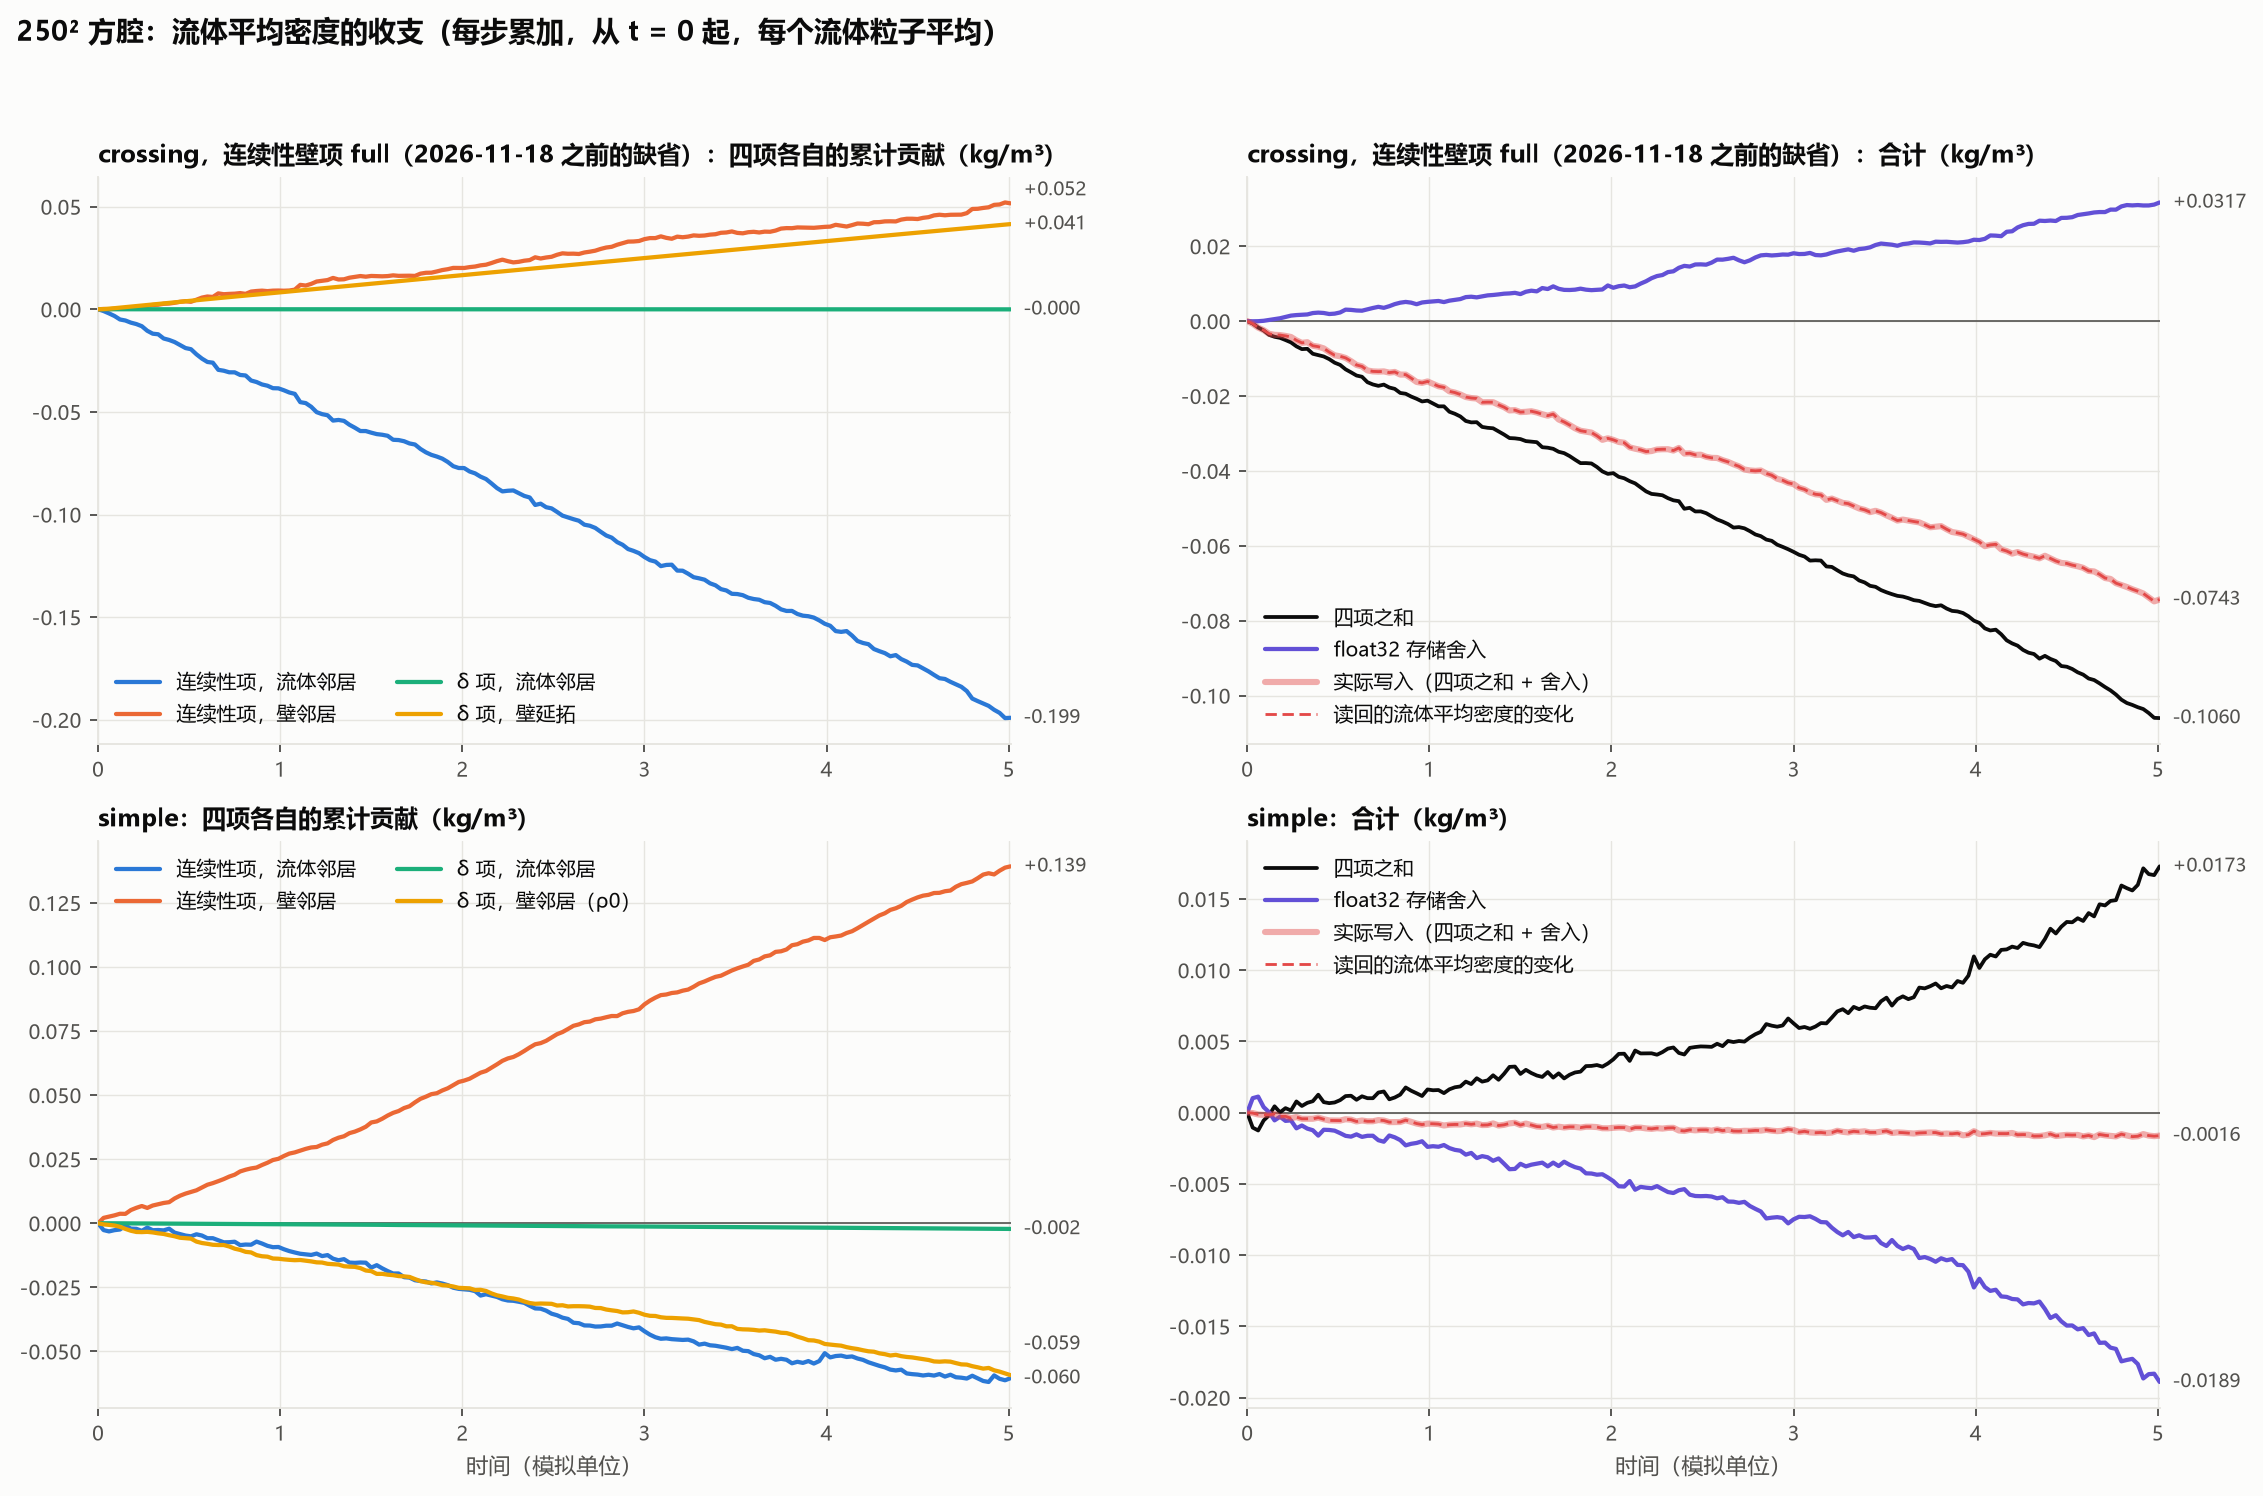 250² 方腔：流体平均密度的收支（每步累加，从 t = 0 起，每个流体粒子平均）
crossing，连续性壁项 full（2026-11-18 之前的缺省）：四项各自的累计贡献（kg/m³）
0.05
0.00
-0.05
-0.10
-0.15
-0.20
+0.052
+0.041
-0.000
-0.199
连续性项，流体邻居
连续性项，壁邻居
δ 项，流体邻居
δ 项，壁延拓
0 1 2 3 4 5
crossing，连续性壁项 full（2026-11-18 之前的缺省）：合计（kg/m³）
0.02
0.00
-0.02
-0.04
-0.06
-0.08
-0.10
+0.0317
-0.0743
-0.1060
四项之和
float32 存储舍入
实际写入（四项之和 + 舍入）
读回的流体平均密度的变化
0 1 2 3 4 5
simple：四项各自的累计贡献（kg/m³）
连续性项，流体邻居
连续性项，壁邻居
δ 项，流体邻居
δ 项，壁邻居（ρ0）
0.125
0.100
0.075
0.050
0.025
0.000
-0.025
-0.050
+0.139
-0.002
-0.059
-0.060
0 1 2 3 4 5
时间（模拟单位）
simple：合计（kg/m³）
四项之和
float32 存储舍入
实际写入（四项之和 + 舍入）
读回的流体平均密度的变化
0.015
0.010
0.005
0.000
-0.005
-0.010
-0.015
-0.020
+0.0173
-0.0016
-0.0189
0 1 2 3 4 5
时间（模拟单位）